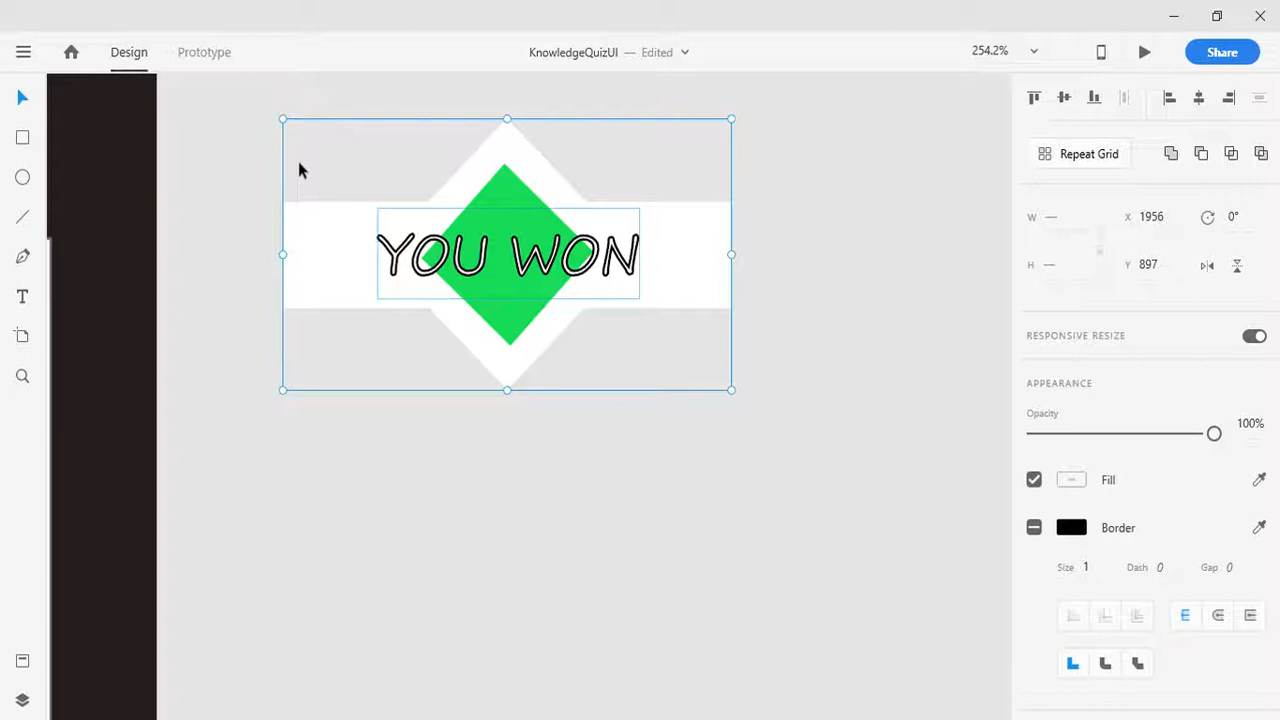 Design
Prototype
KnowledgeQuizUI — Edited
254.2%
Share
Repeat Grid
W —
X 1956
0°
H —
Y 897
RESPONSIVE RESIZE
APPEARANCE
Opacity
100%
Fill
Border
Size 1
Dash 0
Gap 0
YOU WON
T